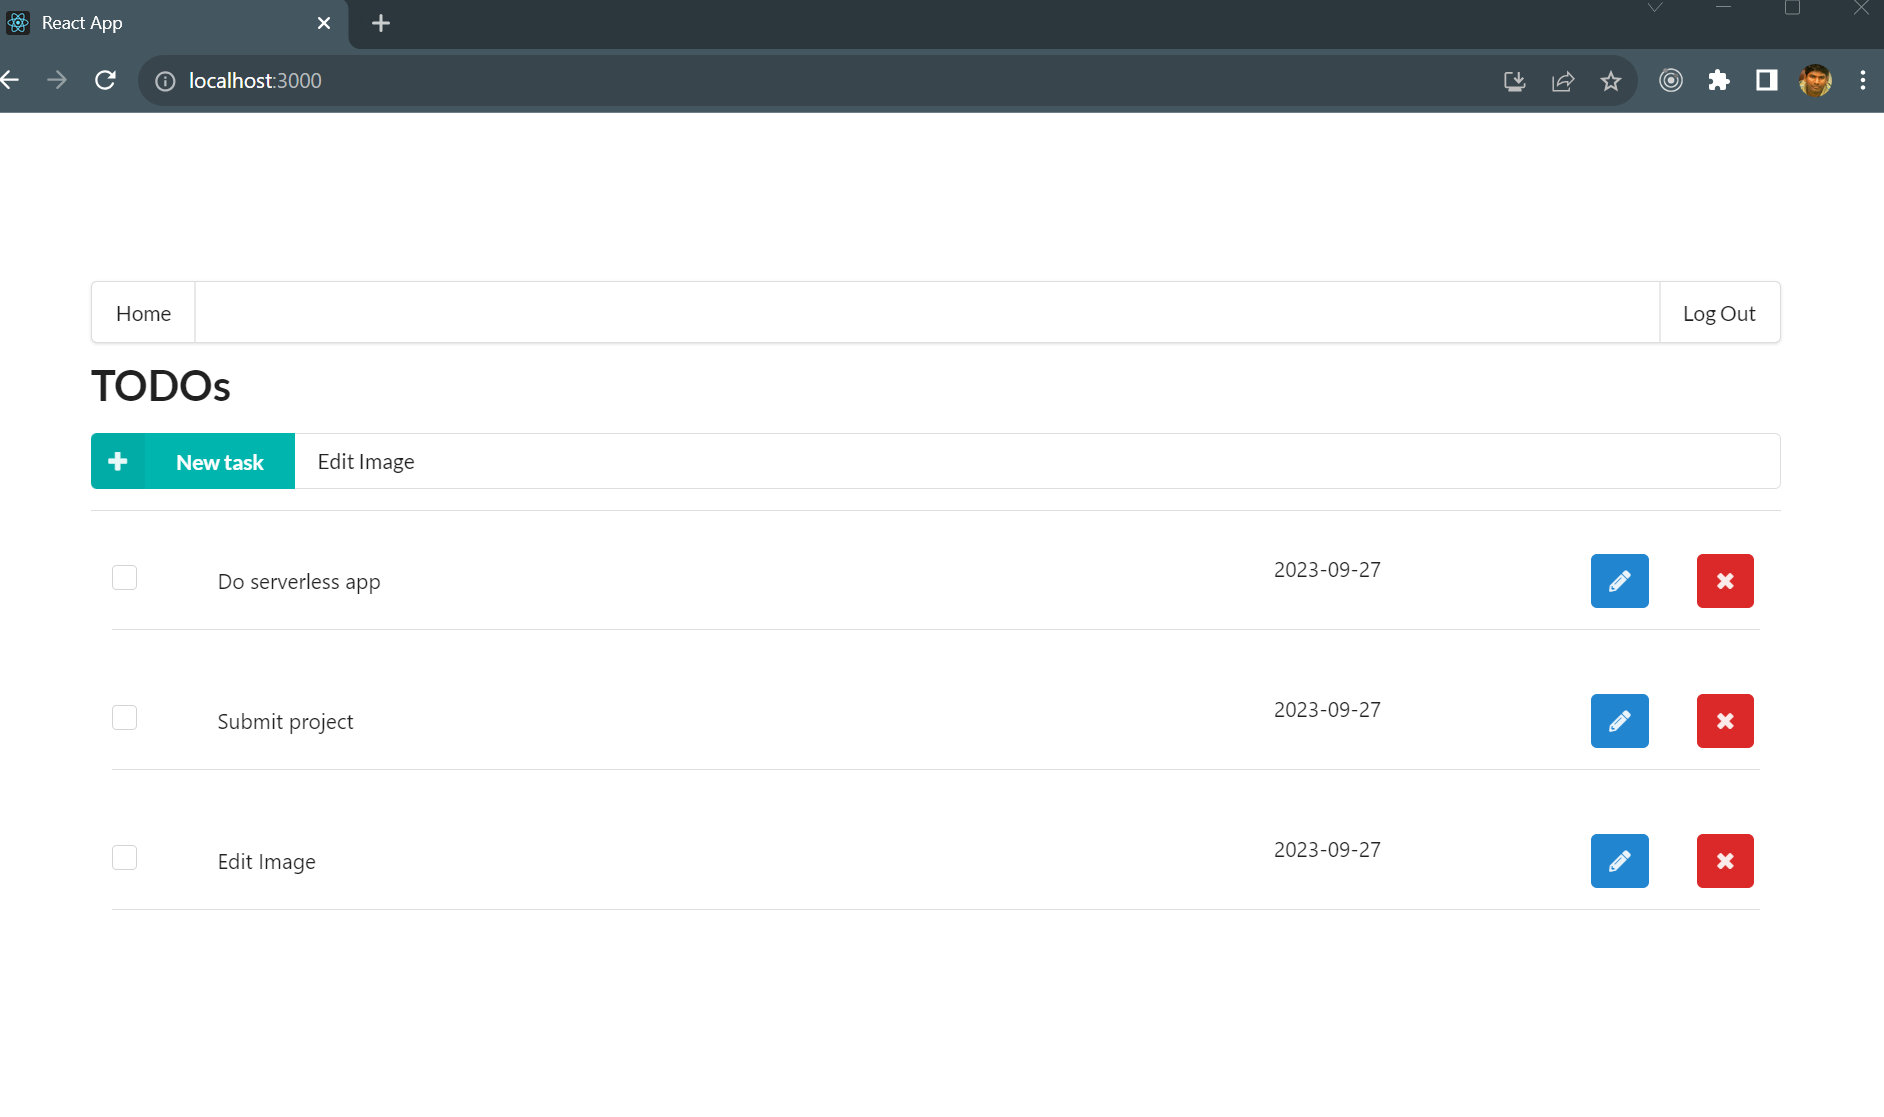 React App
localhost:3000
Home Log Out
TODOs
New task Edit Image
Do serverless app 2023-09-27
Submit project 2023-09-27
Edit Image 2023-09-27